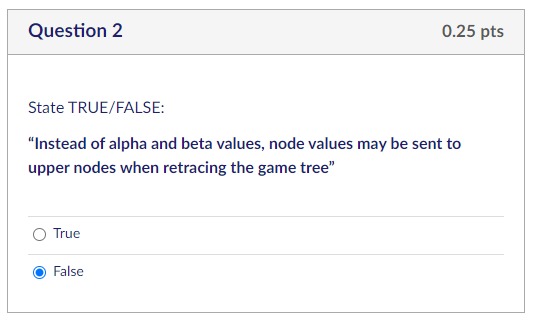 Question 2
0.25 pts
State TRUE/FALSE:
“Instead of alpha and beta values, node values may be sent to
upper nodes when retracing the game tree”
True
False